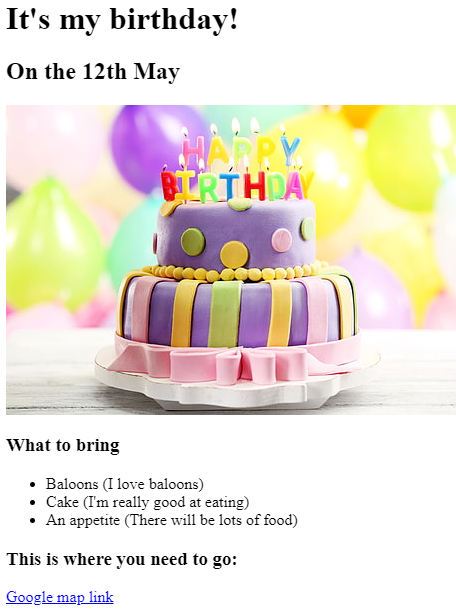 It's my birthday!
On the 12th May
HAPPY
BIRTHDAY
What to bring
Baloons (I love baloons)
Cake (I'm really good at eating)
An appetite (There will be lots of food)
This is where you need to go:
Google map link